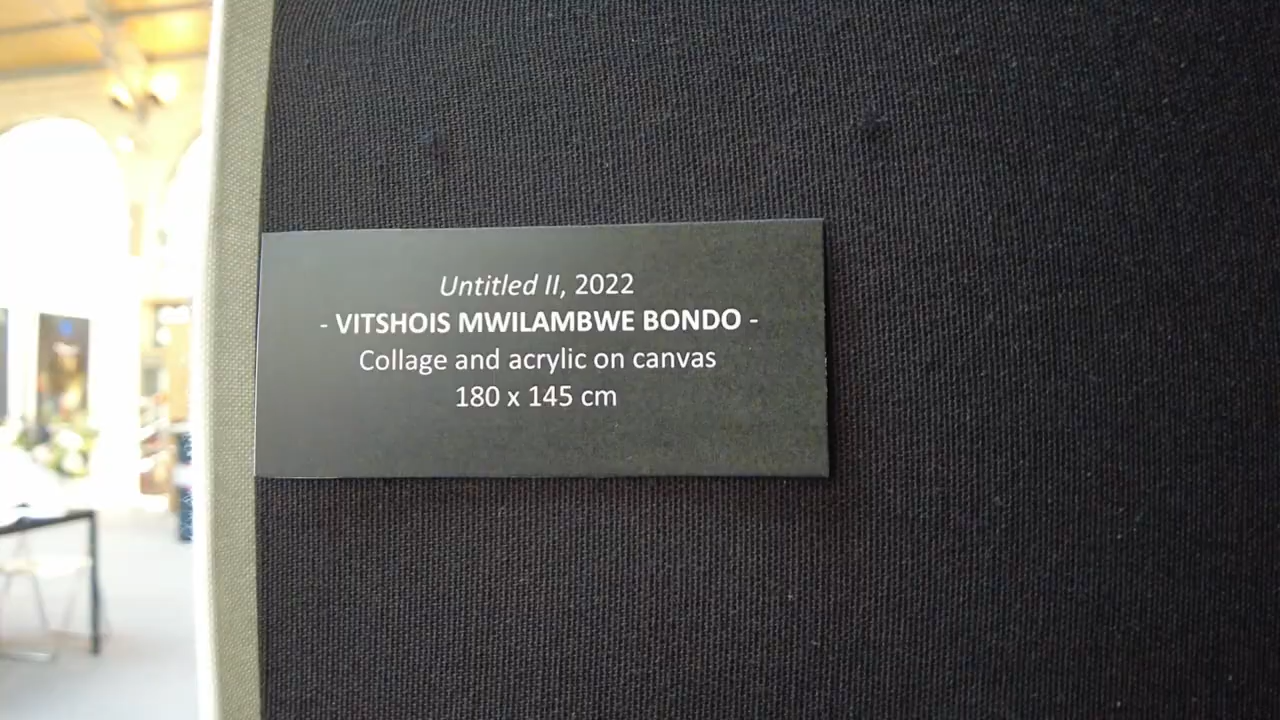 Untitled II, 2022
- VITSHOIS MWILAMBWE BONDO -
Collage and acrylic on canvas
180 x 145 cm